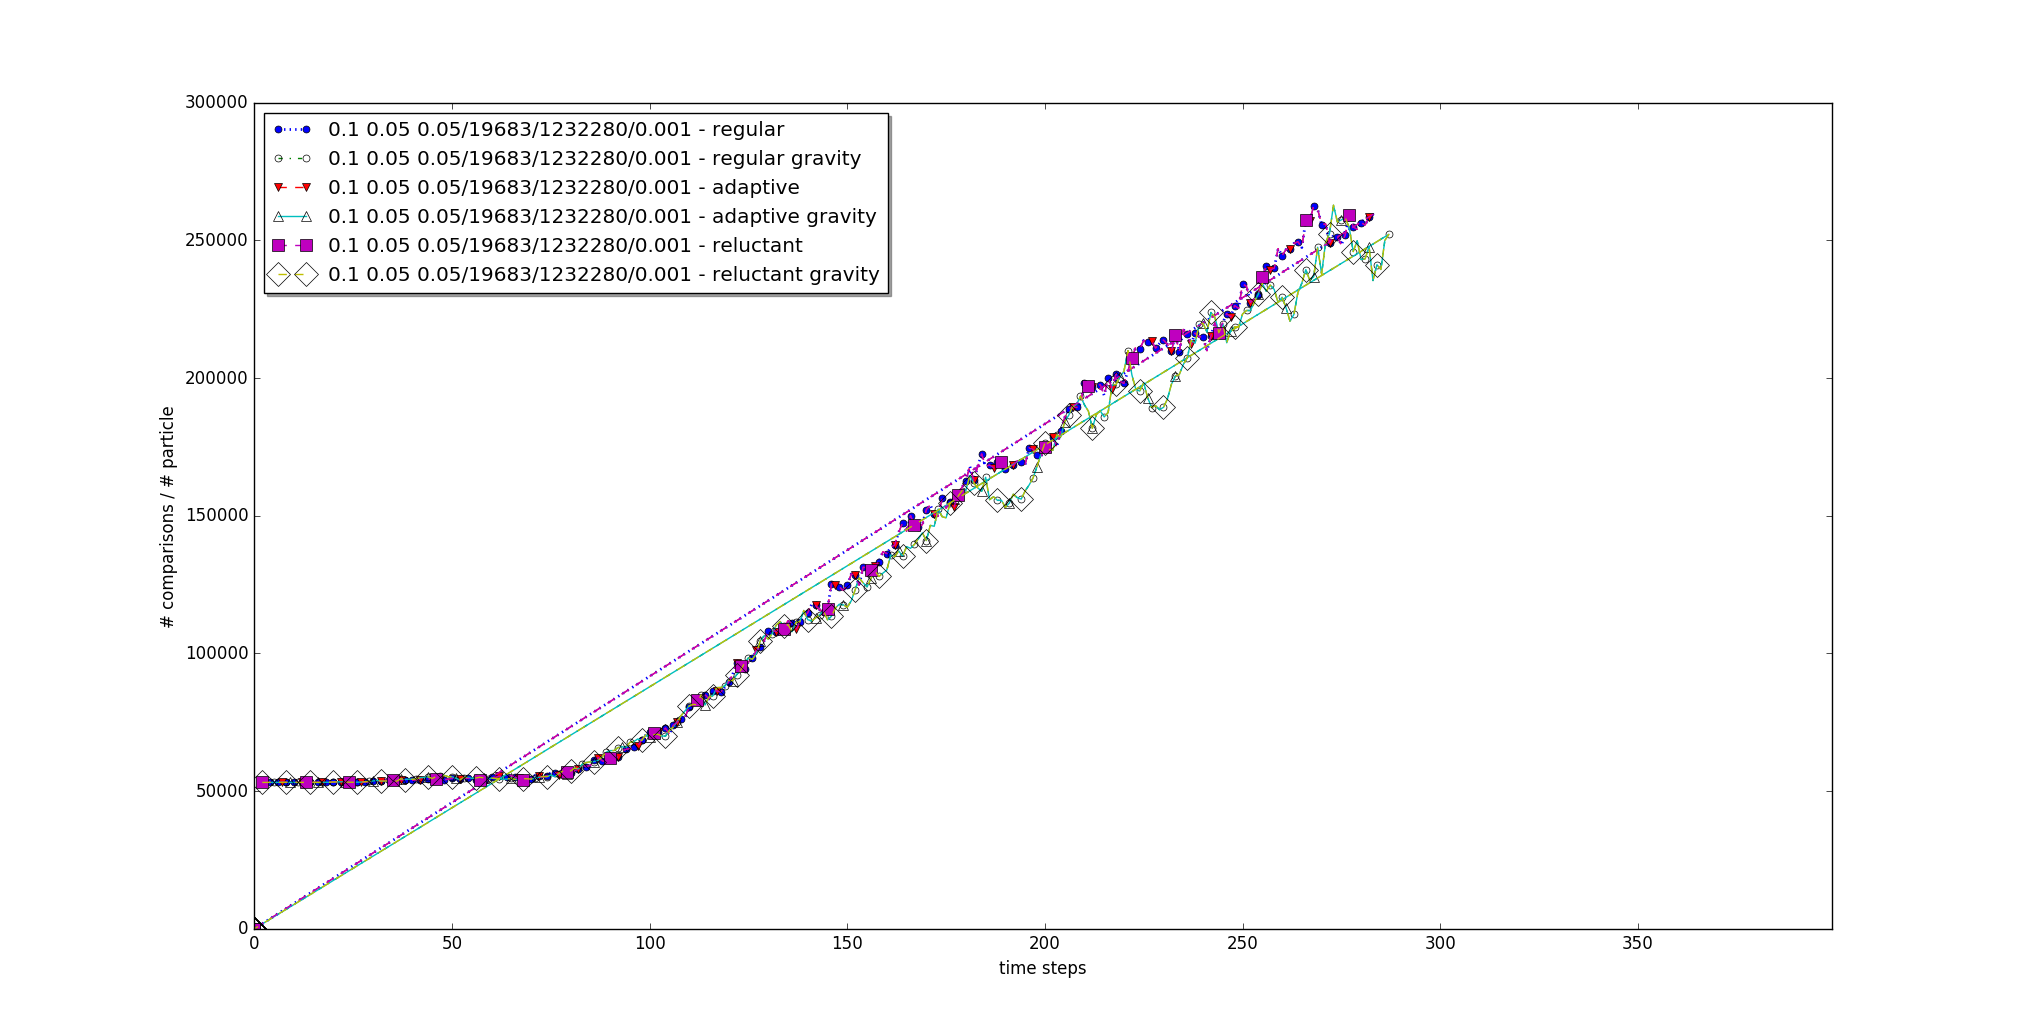 300000
250000
200000
150000
100000
50000
0
# comparisons / # particle
0.1 0.05 0.05/19683/1232280/0.001 - regular
0.1 0.05 0.05/19683/1232280/0.001 - regular gravity
0.1 0.05 0.05/19683/1232280/0.001 - adaptive
0.1 0.05 0.05/19683/1232280/0.001 - adaptive gravity
0.1 0.05 0.05/19683/1232280/0.001 - reluctant
0.1 0.05 0.05/19683/1232280/0.001 - reluctant gravity
0 50 100 150 200 250 300 350
time steps